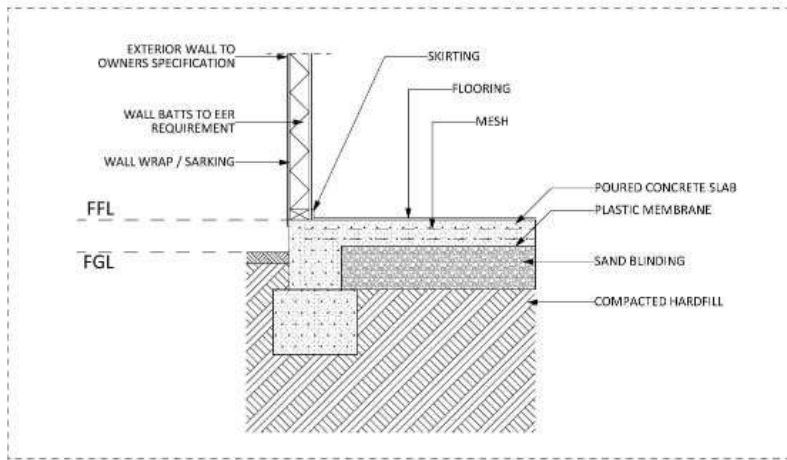 EXTERIOR WALL TO
OWNERS SPECIFICATION
WALL BATTS TO EER
REQUIREMENT
WALL WRAP / SARKING
FFL
FGL
SKIRTING
FLOORING
MESH
POURED CONCRETE SLAB
PLASTIC MEMBRANE
SAND BLINDING
COMPACTED HARDFILL